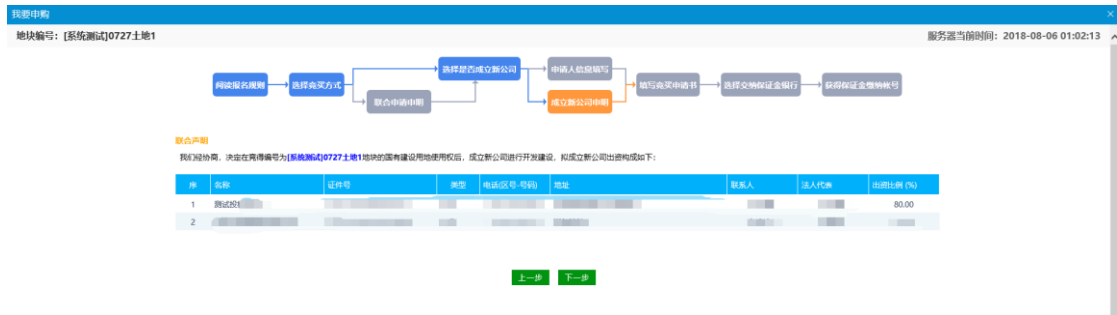 我要申购
地块编号：[系统测试]0727土地1 服务器当前时间：2018-08-06 01:02:13
选择是否成立新公司 申请人信息填写
阅读报名规则 选择竞买方式 填写竞买申请书 选择交纳保证金银行 获得保证金缴纳帐号
联合申请申明 成立新公司申明
联合声明
我们经协商，决定在竞得编号为[系统测试]0727土地1地块的国有建设用地使用权后，成立新公司进行开发建设，拟成立新公司出资构成如下：
序 名称 证件号 类型 电话(区号-号码) 地址 联系人 法人代表 出资比例 (%)
1 测试投 80.00
2
上一步 下一步